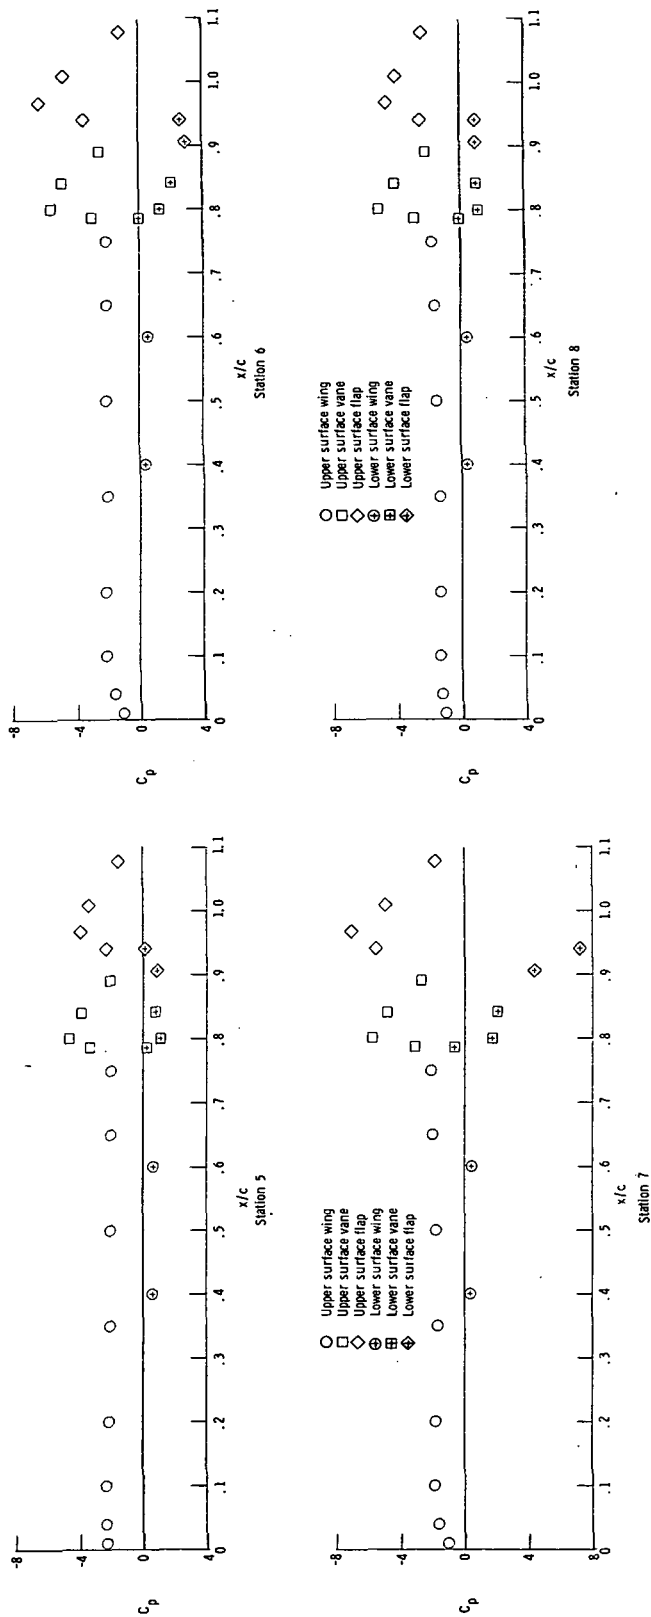 -8
-4
0
4
C_p
0 .1 .2 .3 .4 .5 .6 .7 .8 .9 1.0 1.1
x/c
Station 5
-8
-4
0
4
C_p
0 .1 .2 .3 .4 .5 .6 .7 .8 .9 1.0 1.1
x/c
Station 6
-8
-4
0
4
8
C_p
Upper surface wing
Upper surface vane
Upper surface flap
Lower surface wing
Lower surface vane
Lower surface flap
0 .1 .2 .3 .4 .5 .6 .7 .8 .9 1.0 1.1
x/c
Station 7
-8
-4
0
4
C_p
Upper surface wing
Upper surface vane
Upper surface flap
Lower surface wing
Lower surface vane
Lower surface flap
0 .1 .2 .3 .4 .5 .6 .7 .8 .9 1.0 1.1
x/c
Station 8